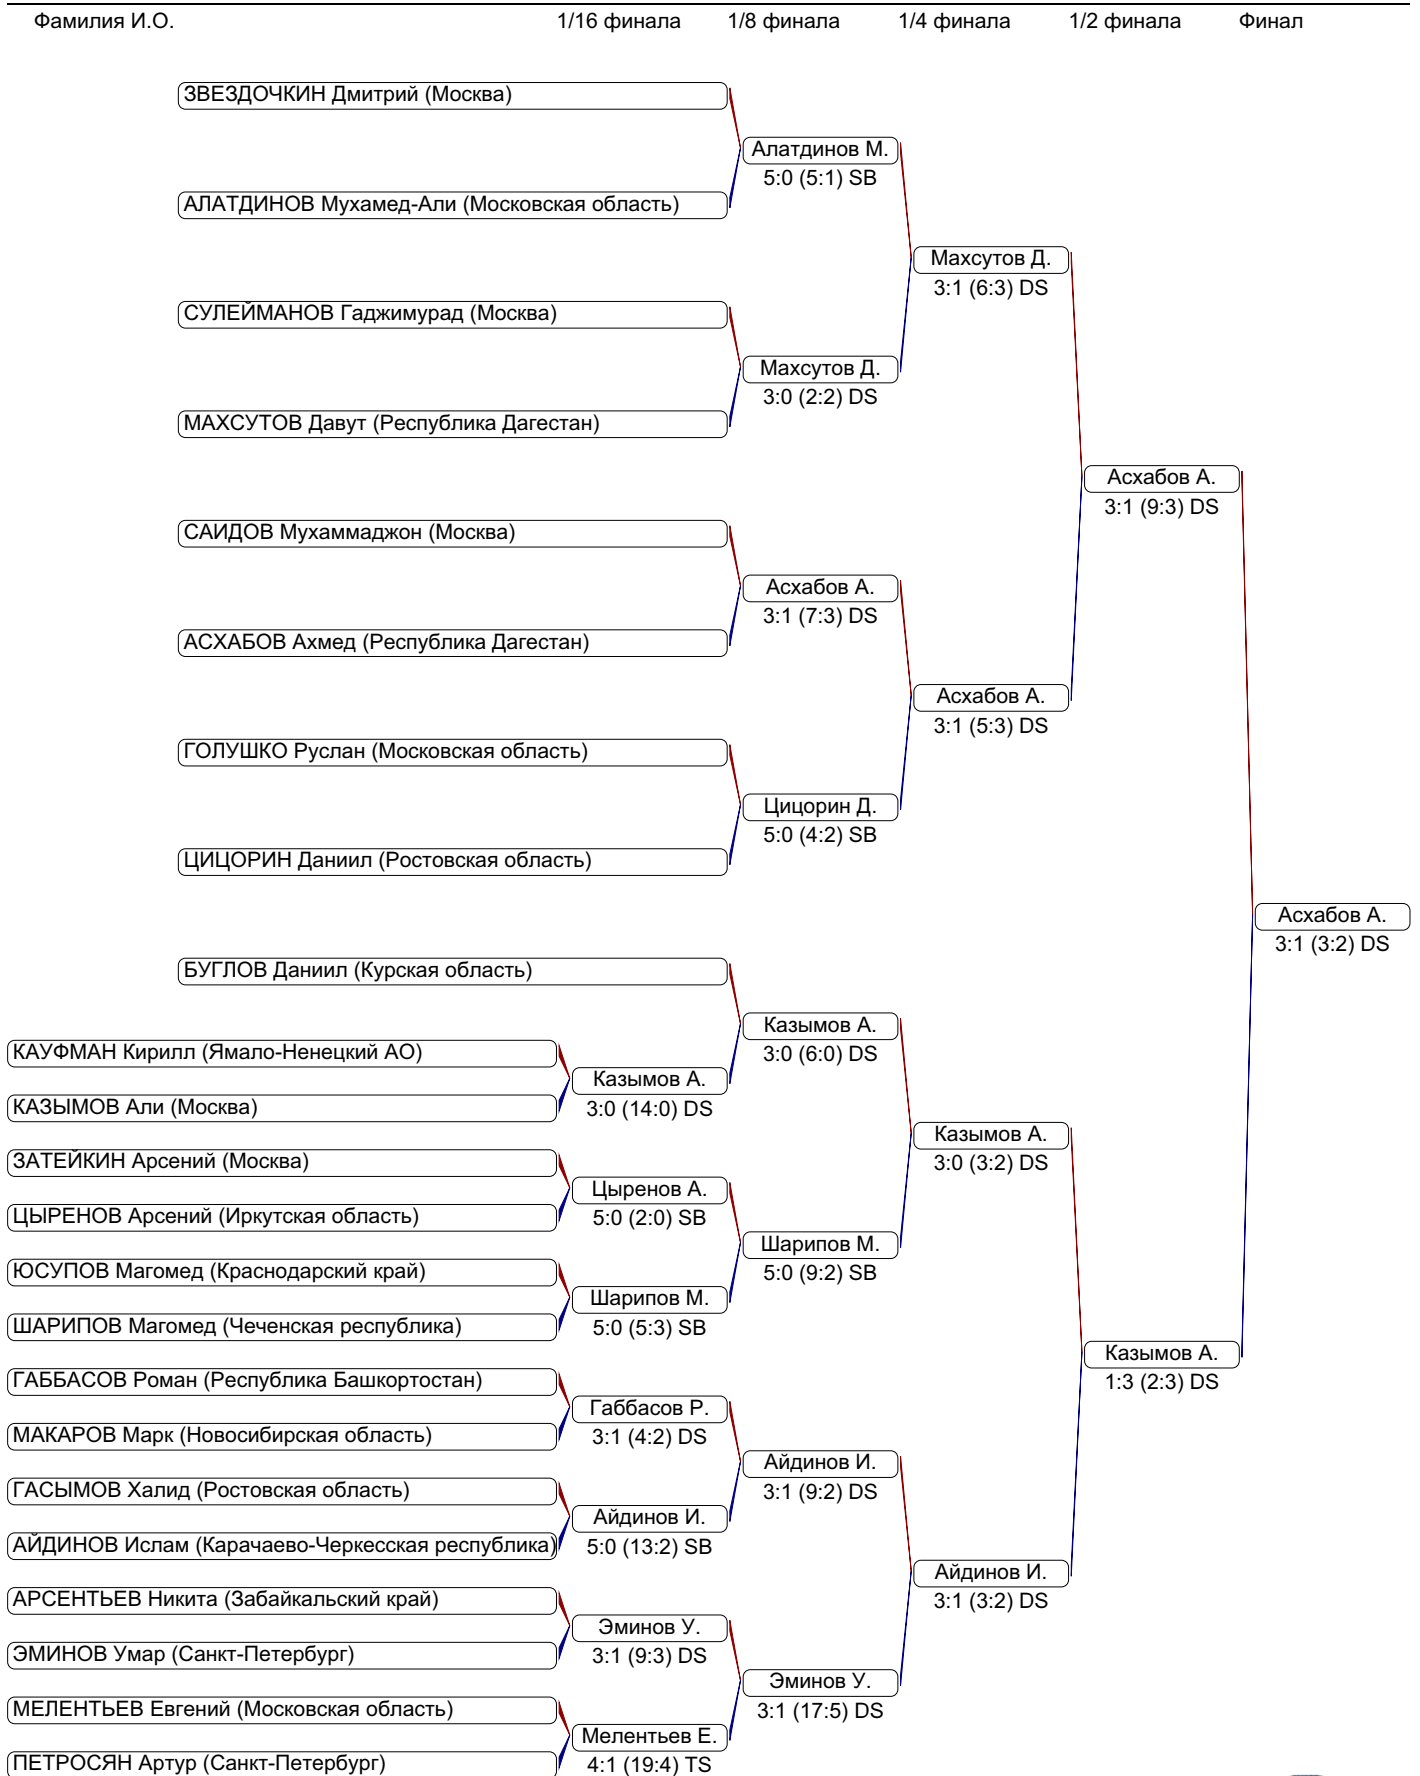 Фамилия И.О. 1/16 финала 1/8 финала 1/4 финала 1/2 финала Финал
ЗВЕЗДОЧКИН Дмитрий (Москва)
Алатдинов М.
5:0 (5:1) SB
АЛАТДИНОВ Мухамед-Али (Московская область)
Махсутов Д.
3:1 (6:3) DS
СУЛЕЙМАНОВ Гаджимурад (Москва)
Махсутов Д.
3:0 (2:2) DS
МАХСУТОВ Давут (Республика Дагестан)
Асхабов А.
3:1 (9:3) DS
САИДОВ Мухаммаджон (Москва)
Асхабов А.
3:1 (7:3) DS
АСХАБОВ Ахмед (Республика Дагестан)
Асхабов А.
3:1 (5:3) DS
ГОЛУШКО Руслан (Московская область)
Цицорин Д.
5:0 (4:2) SB
ЦИЦОРИН Даниил (Ростовская область)
Асхабов А.
3:1 (3:2) DS
БУГЛОВ Даниил (Курская область)
Казымов А.
3:0 (6:0) DS
КАУФМАН Кирилл (Ямало-Ненецкий АО)
Казымов А.
3:0 (14:0) DS
КАЗЫМОВ Али (Москва)
Казымов А.
3:0 (3:2) DS
ЗАТЕЙКИН Арсений (Москва)
Цыренов А.
5:0 (2:0) SB
ЦЫРЕНОВ Арсений (Иркутская область)
Шарипов М.
5:0 (9:2) SB
ЮСУПОВ Магомед (Краснодарский край)
Шарипов М.
5:0 (5:3) SB
ШАРИПОВ Магомед (Чеченская республика)
Казымов А.
1:3 (2:3) DS
ГАББАСОВ Роман (Республика Башкортостан)
Габбасов Р.
3:1 (4:2) DS
МАКАРОВ Марк (Новосибирская область)
Айдинов И.
3:1 (9:2) DS
ГАСЫМОВ Халид (Ростовская область)
Айдинов И.
5:0 (13:2) SB
АЙДИНОВ Ислам (Карачаево-Черкесская республика)
Айдинов И.
3:1 (3:2) DS
АРСЕНТЬЕВ Никита (Забайкальский край)
Эминов У.
3:1 (9:3) DS
ЭМИНОВ Умар (Санкт-Петербург)
Эминов У.
3:1 (17:5) DS
МЕЛЕНТЬЕВ Евгений (Московская область)
Мелентьев Е.
4:1 (19:4) TS
ПЕТРОСЯН Артур (Санкт-Петербург)